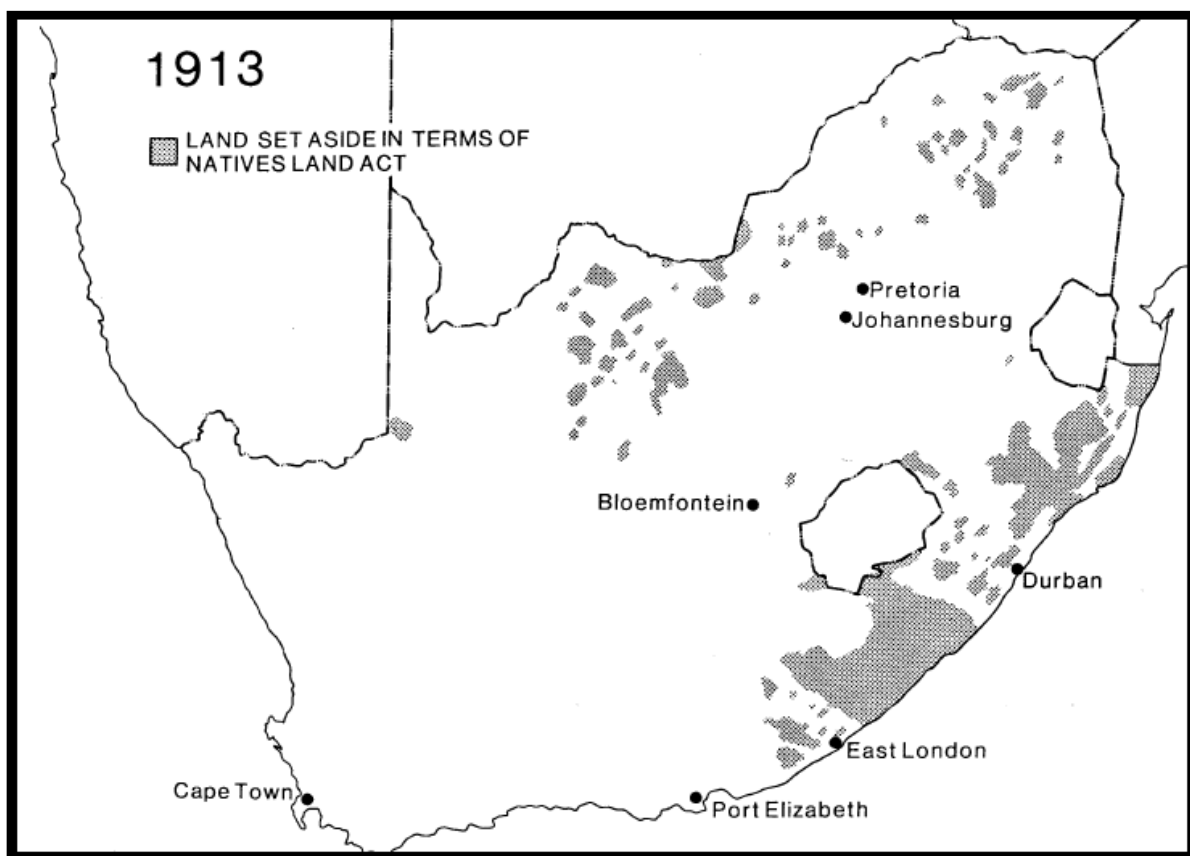 1913
LAND SET ASIDE IN TERMS OF
NATIVES LAND ACT
Pretoria
Johannesburg
Bloemfontein
Durban
East London
Cape Town
Port Elizabeth